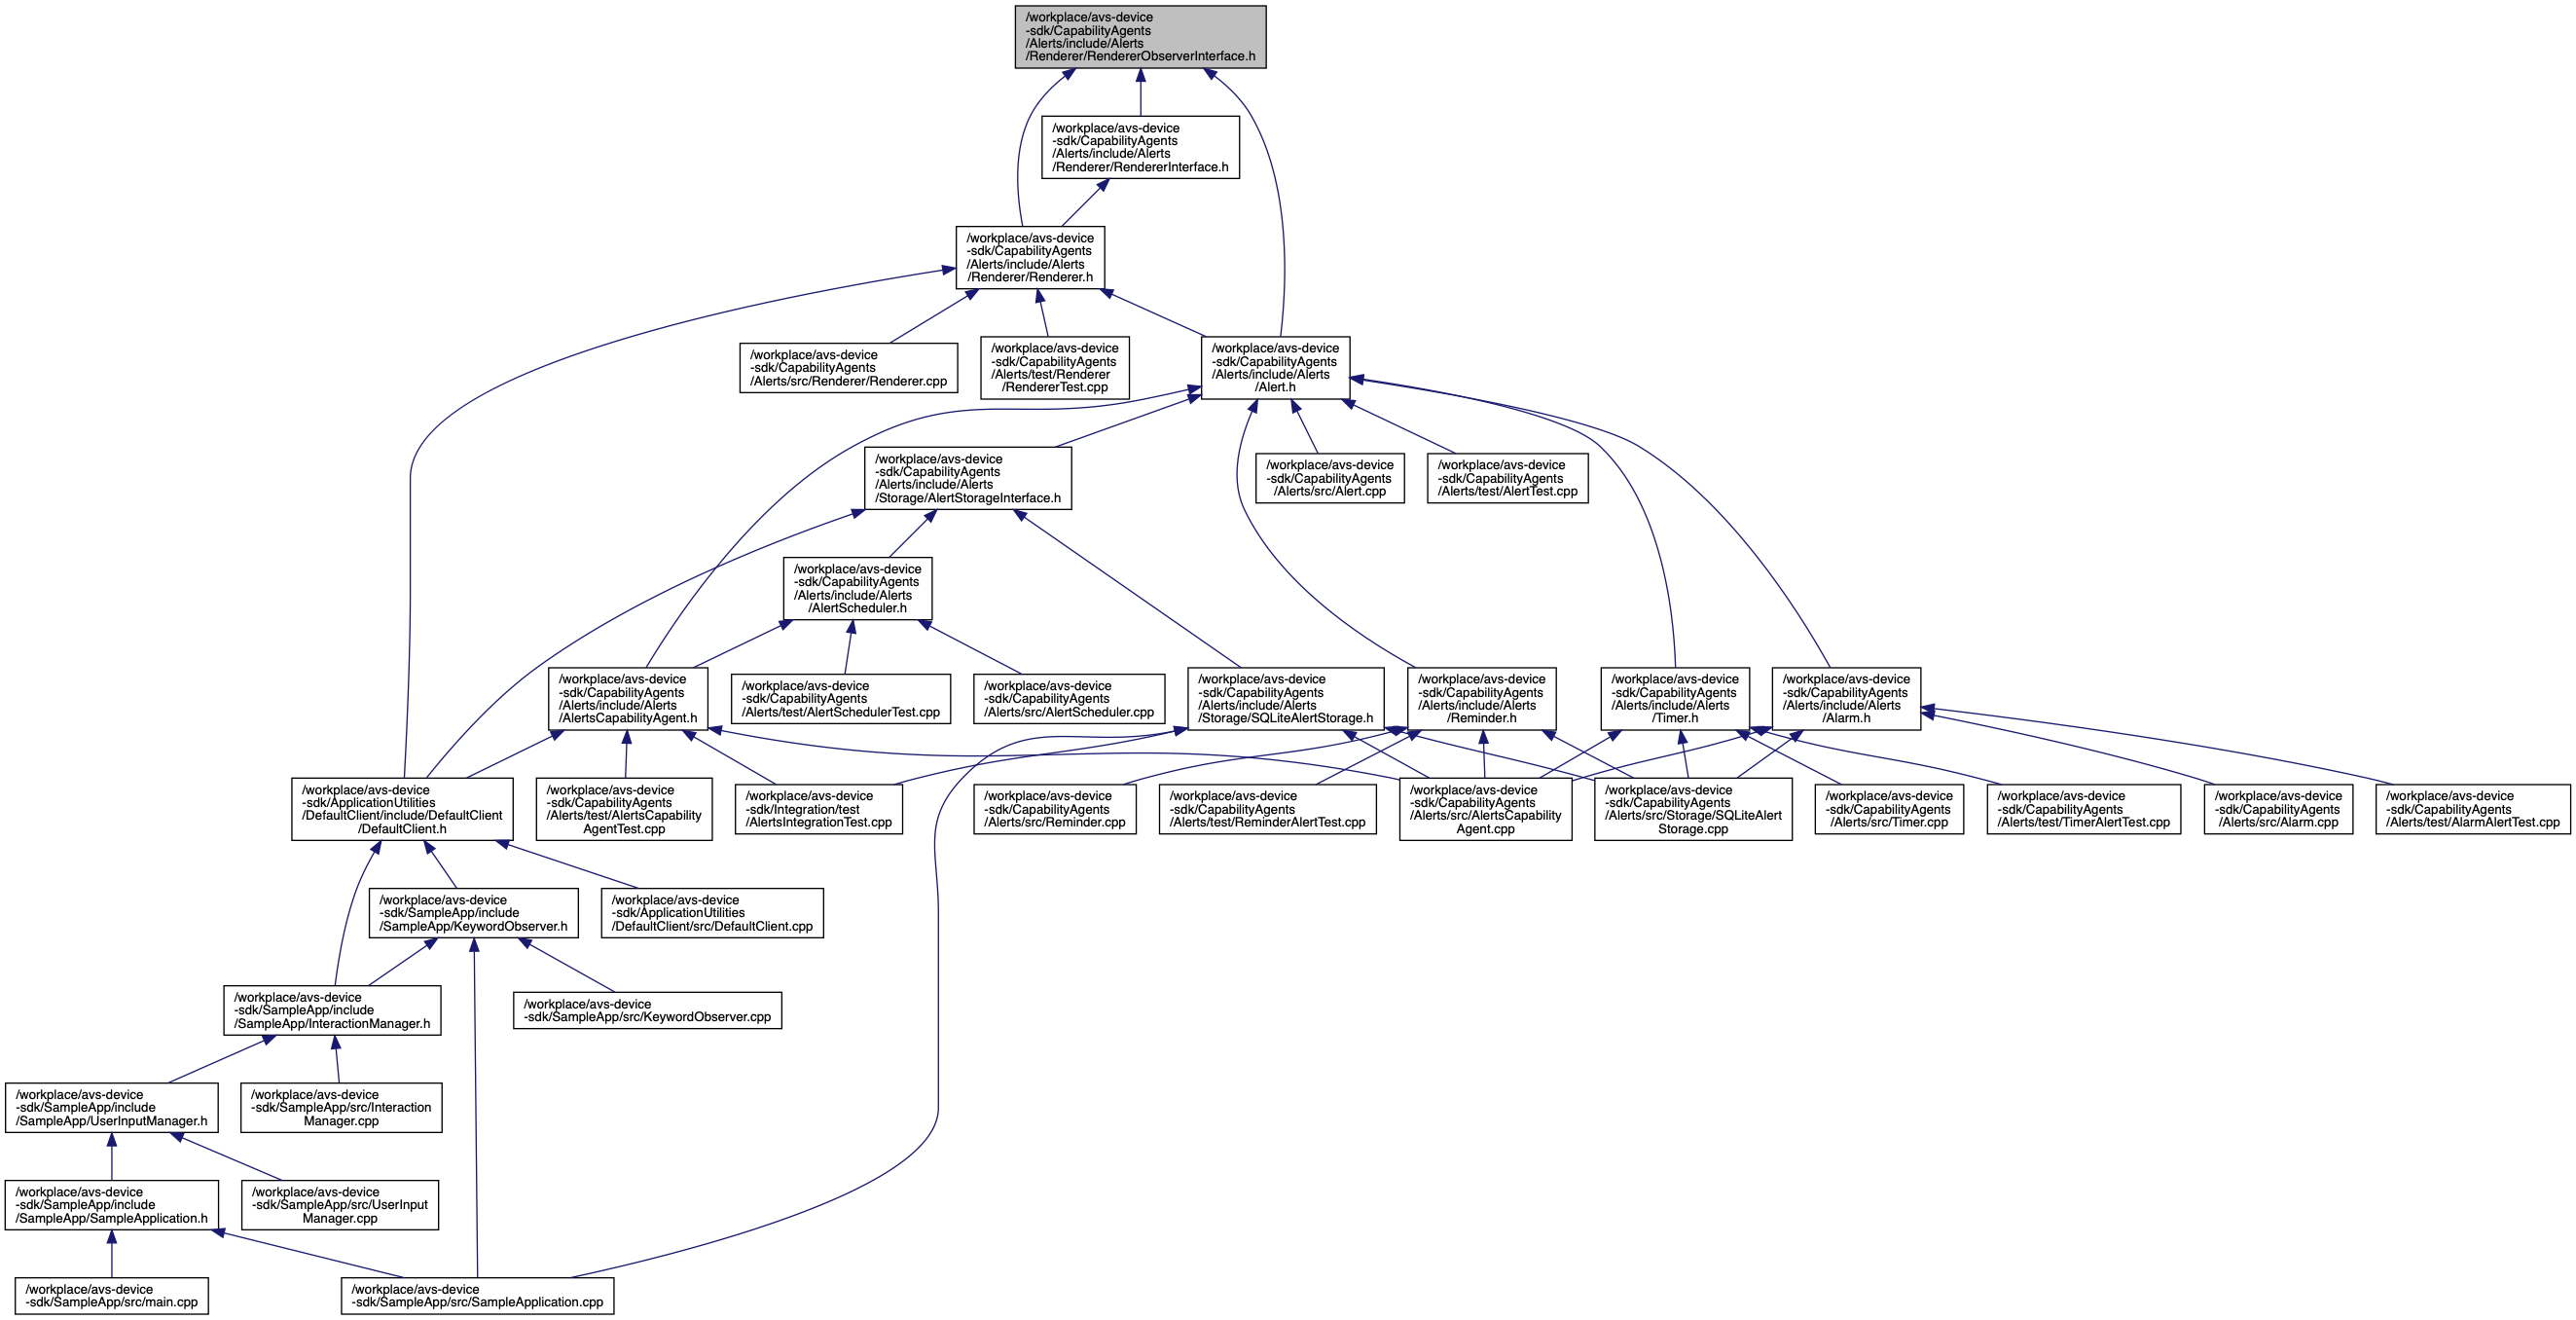 /workplace/avs-device
-sdk/CapabilityAgents
/Alerts/include/Alerts
/Renderer/RendererObserverInterface.h
/workplace/avs-device
-sdk/CapabilityAgents
/Alerts/include/Alerts
/Renderer/RendererInterface.h
/workplace/avs-device
-sdk/CapabilityAgents
/Alerts/include/Alerts
/Renderer/Renderer.h
/workplace/avs-device
-sdk/CapabilityAgents
/Alerts/src/Renderer/Renderer.cpp
/workplace/avs-device
-sdk/CapabilityAgents
/Alerts/test/Renderer
/RendererTest.cpp
/workplace/avs-device
-sdk/CapabilityAgents
/Alerts/include/Alerts
/Alert.h
/workplace/avs-device
-sdk/CapabilityAgents
/Alerts/include/Alerts
/Storage/AlertStorageInterface.h
/workplace/avs-device
-sdk/CapabilityAgents
/Alerts/src/Alert.cpp
/workplace/avs-device
-sdk/CapabilityAgents
/Alerts/test/AlertTest.cpp
/workplace/avs-device
-sdk/CapabilityAgents
/Alerts/include/Alerts
/AlertScheduler.h
/workplace/avs-device
-sdk/CapabilityAgents
/Alerts/include/Alerts
/AlertsCapabilityAgent.h
/workplace/avs-device
-sdk/CapabilityAgents
/Alerts/test/AlertSchedulerTest.cpp
/workplace/avs-device
-sdk/CapabilityAgents
/Alerts/src/AlertScheduler.cpp
/workplace/avs-device
-sdk/CapabilityAgents
/Alerts/include/Alerts
/Storage/SQLiteAlertStorage.h
/workplace/avs-device
-sdk/CapabilityAgents
/Alerts/include/Alerts
/Reminder.h
/workplace/avs-device
-sdk/CapabilityAgents
/Alerts/include/Alerts
/Timer.h
/workplace/avs-device
-sdk/CapabilityAgents
/Alerts/include/Alerts
/Alarm.h
/workplace/avs-device
-sdk/ApplicationUtilities
/DefaultClient/include/DefaultClient
/DefaultClient.h
/workplace/avs-device
-sdk/CapabilityAgents
/Alerts/test/AlertsCapability
AgentTest.cpp
/workplace/avs-device
-sdk/Integration/test
/AlertsIntegrationTest.cpp
/workplace/avs-device
-sdk/CapabilityAgents
/Alerts/src/Reminder.cpp
/workplace/avs-device
-sdk/CapabilityAgents
/Alerts/test/ReminderAlertTest.cpp
/workplace/avs-device
-sdk/CapabilityAgents
/Alerts/src/AlertsCapability
Agent.cpp
/workplace/avs-device
-sdk/CapabilityAgents
/Alerts/src/Storage/SQLiteAlert
Storage.cpp
/workplace/avs-device
-sdk/CapabilityAgents
/Alerts/src/Timer.cpp
/workplace/avs-device
-sdk/CapabilityAgents
/Alerts/test/TimerAlertTest.cpp
/workplace/avs-device
-sdk/CapabilityAgents
/Alerts/src/Alarm.cpp
/workplace/avs-device
-sdk/CapabilityAgents
/Alerts/test/AlarmAlertTest.cpp
/workplace/avs-device
-sdk/SampleApp/include
/SampleApp/KeywordObserver.h
/workplace/avs-device
-sdk/ApplicationUtilities
/DefaultClient/src/DefaultClient.cpp
/workplace/avs-device
-sdk/SampleApp/include
/SampleApp/InteractionManager.h
/workplace/avs-device
-sdk/SampleApp/src/KeywordObserver.cpp
/workplace/avs-device
-sdk/SampleApp/include
/SampleApp/UserInputManager.h
/workplace/avs-device
-sdk/SampleApp/src/Interaction
Manager.cpp
/workplace/avs-device
-sdk/SampleApp/include
/SampleApp/SampleApplication.h
/workplace/avs-device
-sdk/SampleApp/src/UserInput
Manager.cpp
/workplace/avs-device
-sdk/SampleApp/src/main.cpp
/workplace/avs-device
-sdk/SampleApp/src/SampleApplication.cpp